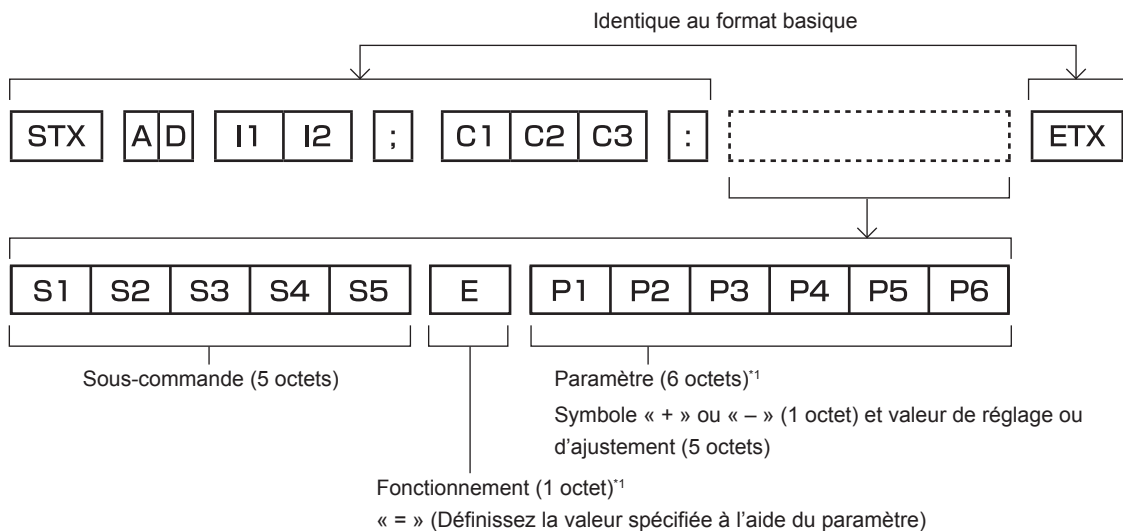 Identique au format basique
STX A D I1 I2 ; C1 C2 C3 : ETX
S1 S2 S3 S4 S5 E P1 P2 P3 P4 P5 P6
Sous-commande (5 octets)
Paramètre (6 octets)*1
Symbole « + » ou « – » (1 octet) et valeur de réglage ou
d’ajustement (5 octets)
Fonctionnement (1 octet)*1
« = » (Définissez la valeur spécifiée à l’aide du paramètre)